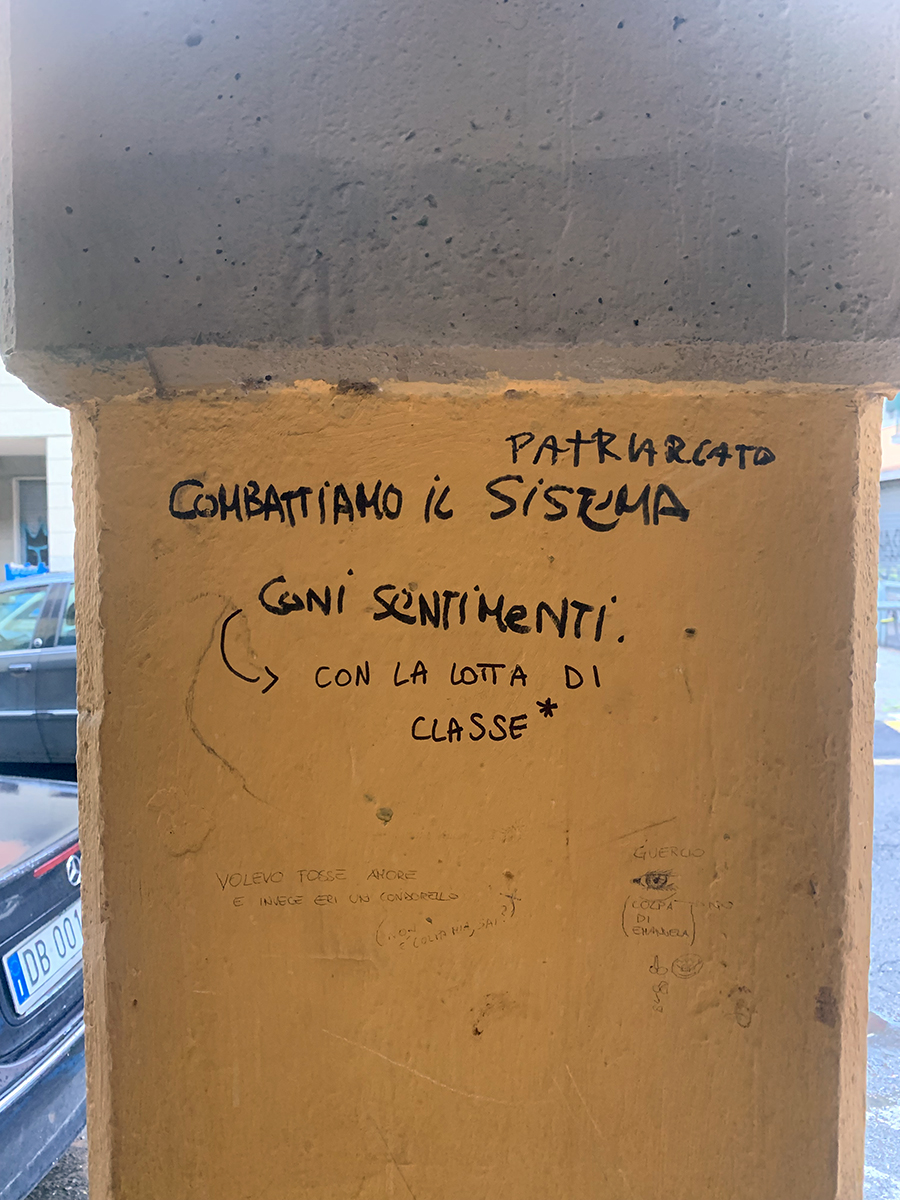 PATRIARCATO
COMBATTIAMO IL SISTEMA
CON I SENTIMENTI.
CON LA LOTTA DI
CLASSE*
VOLEVO FOSSE AMORE
E INVECE ERI UN CONDORELLO
(NON
È COLPA MIA, SAI?)
GUERCIO
(COLPA
DI
EMANUELA)
DB 001